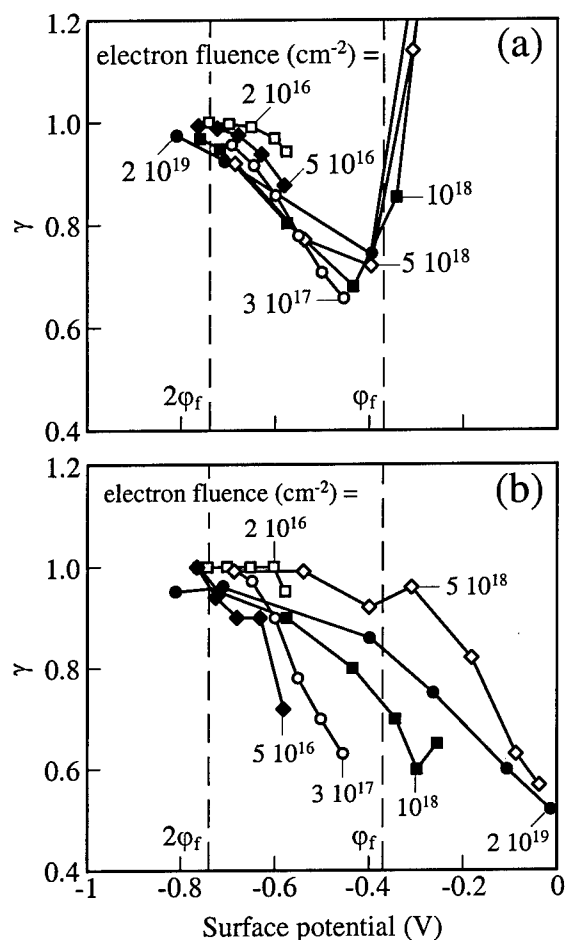 1.2
(a)
electron fluence (cm⁻²) =
2 10¹⁶
1.0
2 10¹⁹
5 10¹⁶
10¹⁸
γ
0.8
5 10¹⁸
3 10¹⁷
0.6
2φf
φf
0.4
1.2
(b)
electron fluence (cm⁻²) =
2 10¹⁶
1.0
5 10¹⁸
γ
0.8
5 10¹⁶
3 10¹⁷
10¹⁸
0.6
2φf
φf
2 10¹⁹
0.4
-1 -0.8 -0.6 -0.4 -0.2 0
Surface potential (V)